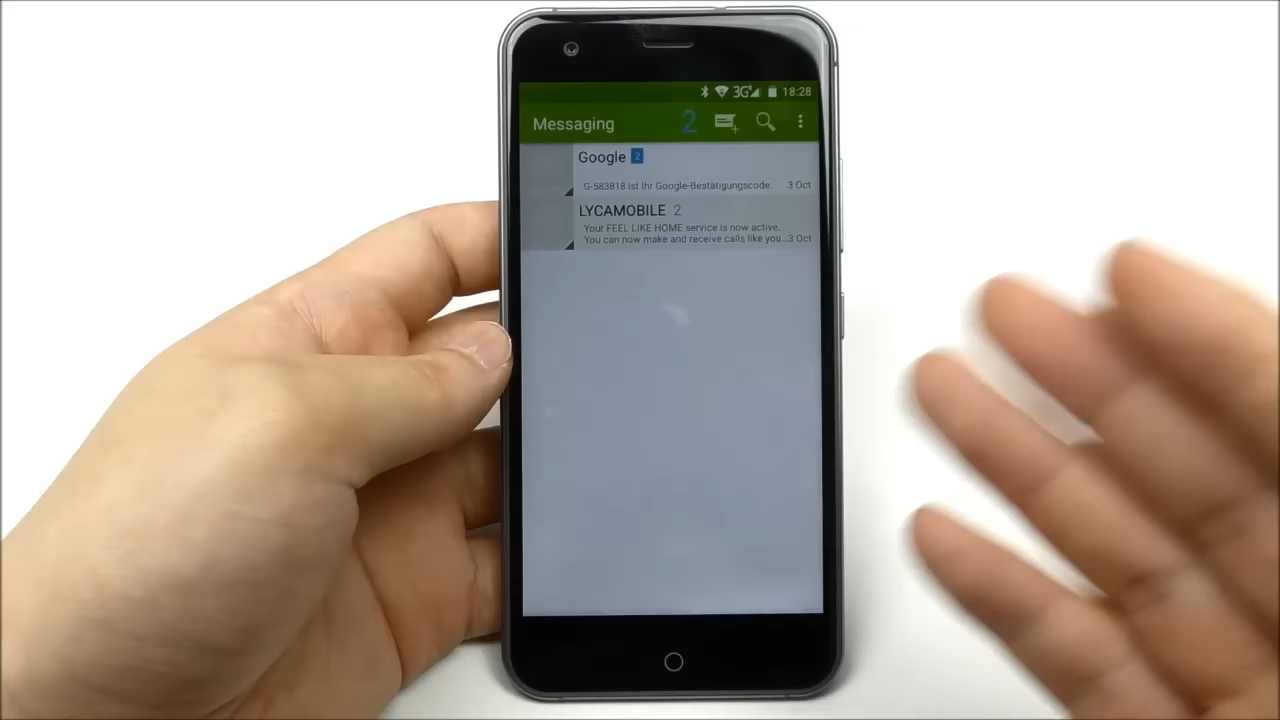 3G 18:28
Messaging 2
Google 2
G-583818 ist Ihr Google-Bestätigungscode. 3 Oct
LYCAMOBILE 2
Your FEEL LIKE HOME service is now active.
You can now make and receive calls like you... 3 Oct